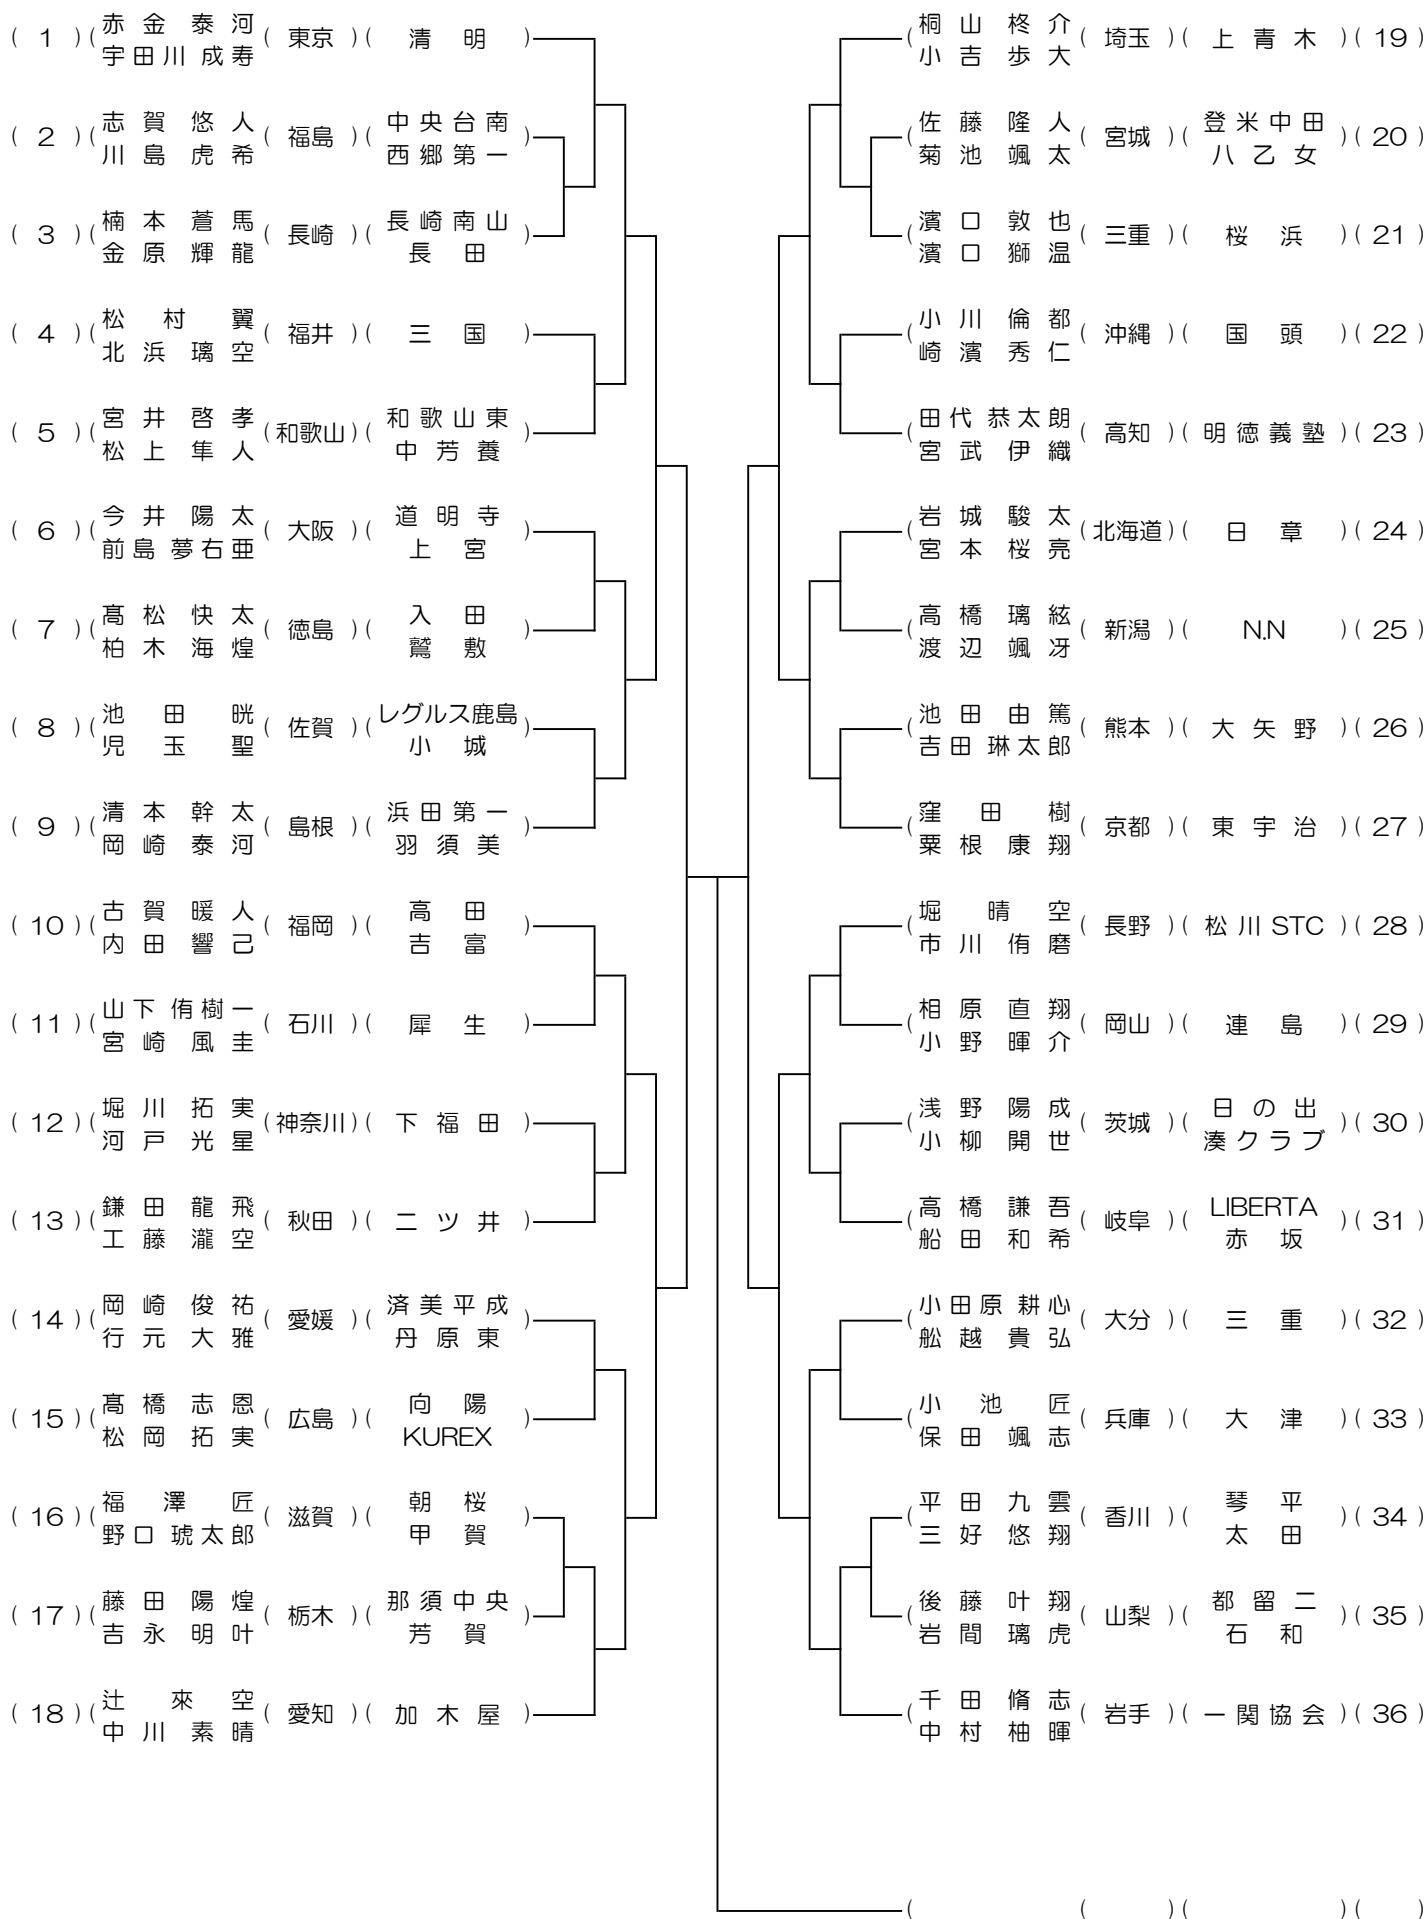 ( 1 ) ( 赤金泰河 宇田川成寿 ( 東京 ) ( 清明 )
( 2 ) ( 志賀悠人 川島虎希 ( 福島 ) ( 中央台南 西郷第一 )
( 3 ) ( 楠本蒼馬 金原輝龍 ( 長崎 ) ( 長崎南山 長田 )
( 4 ) ( 松村翼 北浜璃空 ( 福井 ) ( 三国 )
( 5 ) ( 宮井啓孝 松上隼人 ( 和歌山 ) ( 和歌山東 中芳養 )
( 6 ) ( 今井陽太 前島夢右亜 ( 大阪 ) ( 道明寺 上宮 )
( 7 ) ( 髙松快太 柏木海煌 ( 徳島 ) ( 入田 鷲敷 )
( 8 ) ( 池田晄 児玉聖 ( 佐賀 ) ( レグルス鹿島 小城 )
( 9 ) ( 清本幹太 岡崎泰河 ( 島根 ) ( 浜田第一 羽須美 )
( 10 ) ( 古賀暖人 内田響己 ( 福岡 ) ( 高田 吉富 )
( 11 ) ( 山下侑樹一 宮崎風圭 ( 石川 ) ( 犀生 )
( 12 ) ( 堀川拓実 河戸光星 ( 神奈川 ) ( 下福田 )
( 13 ) ( 鎌田龍飛 工藤瀧空 ( 秋田 ) ( 二ツ井 )
( 14 ) ( 岡崎俊祐 行元大雅 ( 愛媛 ) ( 済美平成 丹原東 )
( 15 ) ( 髙橋志恩 松岡拓実 ( 広島 ) ( 向陽 KUREX )
( 16 ) ( 福澤匠 野口琥太郎 ( 滋賀 ) ( 朝桜 甲賀 )
( 17 ) ( 藤田陽煌 吉永明叶 ( 栃木 ) ( 那須中央 芳賀 )
( 18 ) ( 辻來空 中川素晴 ( 愛知 ) ( 加木屋 )
( 桐山柊介 小吉歩大 ( 埼玉 ) ( 上青木 ) ( 19 )
( 佐藤隆人 菊池颯太 ( 宮城 ) ( 登米中田 八乙女 ) ( 20 )
( 濱口敦也 濱口獅温 ( 三重 ) ( 桜浜 ) ( 21 )
( 小川倫都 崎濱秀仁 ( 沖縄 ) ( 国頭 ) ( 22 )
( 田代恭太朗 宮武伊織 ( 高知 ) ( 明徳義塾 ) ( 23 )
( 岩城駿太 宮本桜亮 ( 北海道 ) ( 日章 ) ( 24 )
( 高橋璃絃 渡辺颯冴 ( 新潟 ) ( N.N ) ( 25 )
( 池田由篤 吉田琳太郎 ( 熊本 ) ( 大矢野 ) ( 26 )
( 窪田樹 粟根康翔 ( 京都 ) ( 東宇治 ) ( 27 )
( 堀晴空 市川侑磨 ( 長野 ) ( 松川STC ) ( 28 )
( 相原直翔 小野暉介 ( 岡山 ) ( 連島 ) ( 29 )
( 浅野陽成 小柳開世 ( 茨城 ) ( 日の出 湊クラブ ) ( 30 )
( 高橋謙吾 船田和希 ( 岐阜 ) ( LIBERTA 赤坂 ) ( 31 )
( 小田原耕心 舩越貴弘 ( 大分 ) ( 三重 ) ( 32 )
( 小池匠 保田颯志 ( 兵庫 ) ( 大津 ) ( 33 )
( 平田九雲 三好悠翔 ( 香川 ) ( 琴平 太田 ) ( 34 )
( 後藤叶翔 岩間璃虎 ( 山梨 ) ( 都留二 石和 ) ( 35 )
( 千田脩志 中村柚暉 ( 岩手 ) ( 一関協会 ) ( 36 )
( ( ) ( ) ( )